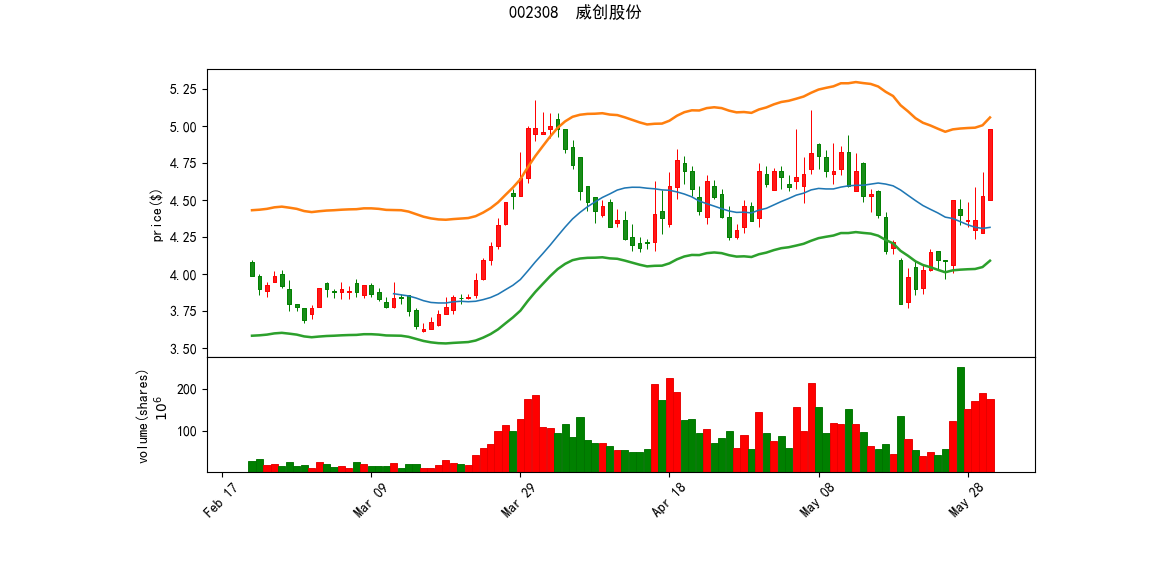 002308 威创股份
5.25
5.00
4.75
4.50
4.25
4.00
3.75
3.50
price($)
200
100
volume(shares)
10^6
Feb 17
Mar 09
Mar 29
Apr 18
May 08
May 28